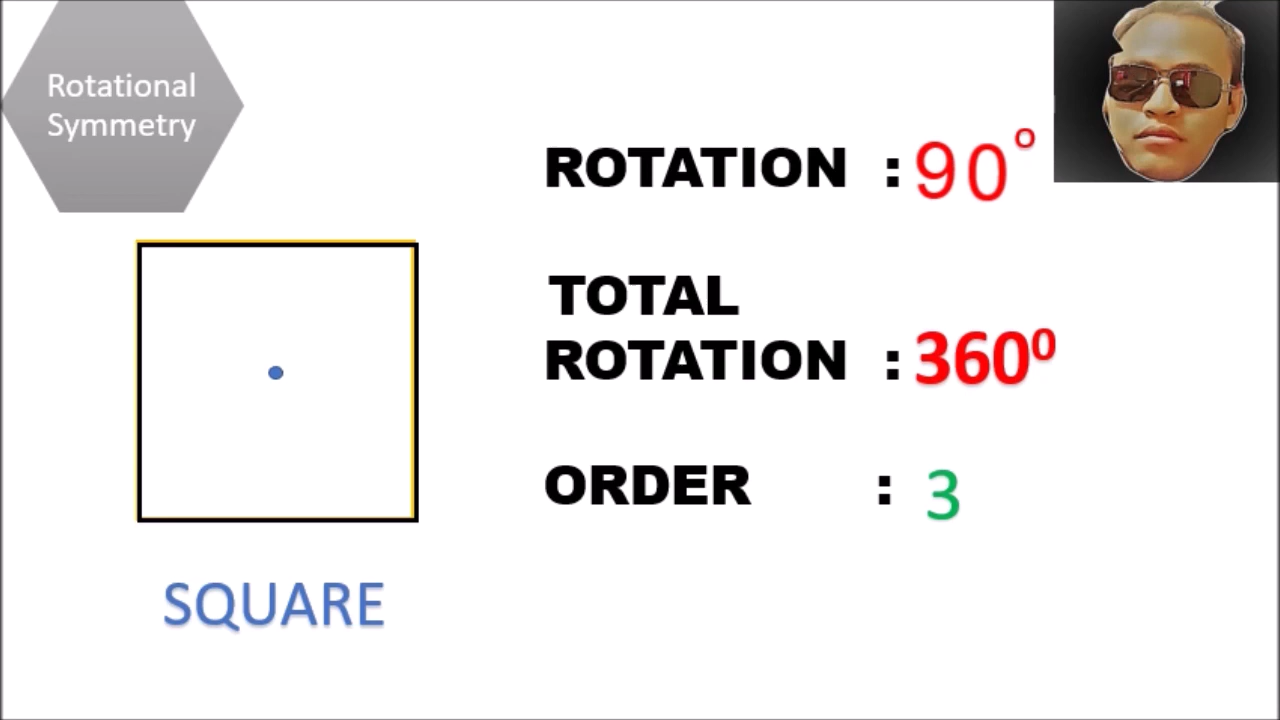 Rotational
Symmetry
ROTATION : 90°
TOTAL
ROTATION : 360⁰
ORDER : 3
SQUARE